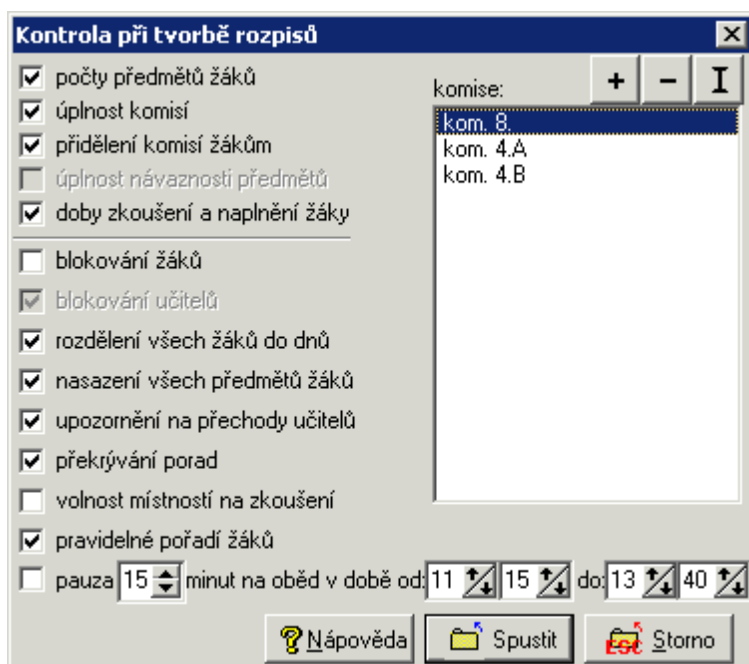 Kontrola při tvorbě rozpisů
počty předmětů žáků
úplnost komisí
přidělení komisí žákům
úplnost návaznosti předmětů
doby zkoušení a naplnění žáky
komise:
+ − I
kom. 8.
kom. 4.A
kom. 4.B
blokování žáků
blokování učitelů
rozdělení všech žáků do dnů
nasazení všech předmětů žáků
upozornění na přechody učitelů
překrývání porad
volnost místností na zkoušení
pravidelné pořadí žáků
pauza 15 minut na oběd v době od: 11 15 do: 13 40
? Nápověda Spustit ESC Storno